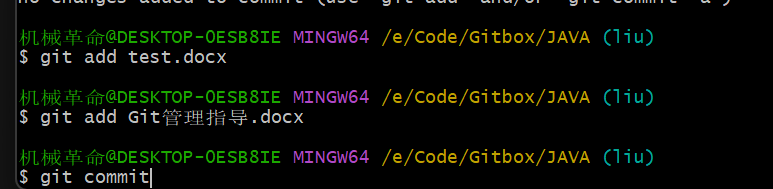 no changes added to commit (use "git add" and/or "git commit -a")
机械革命@DESKTOP-OESB8IE MINGW64 /e/Code/Gitbox/JAVA (liu)
$ git add test.docx
机械革命@DESKTOP-OESB8IE MINGW64 /e/Code/Gitbox/JAVA (liu)
$ git add Git管理指导.docx
机械革命@DESKTOP-OESB8IE MINGW64 /e/Code/Gitbox/JAVA (liu)
$ git commit